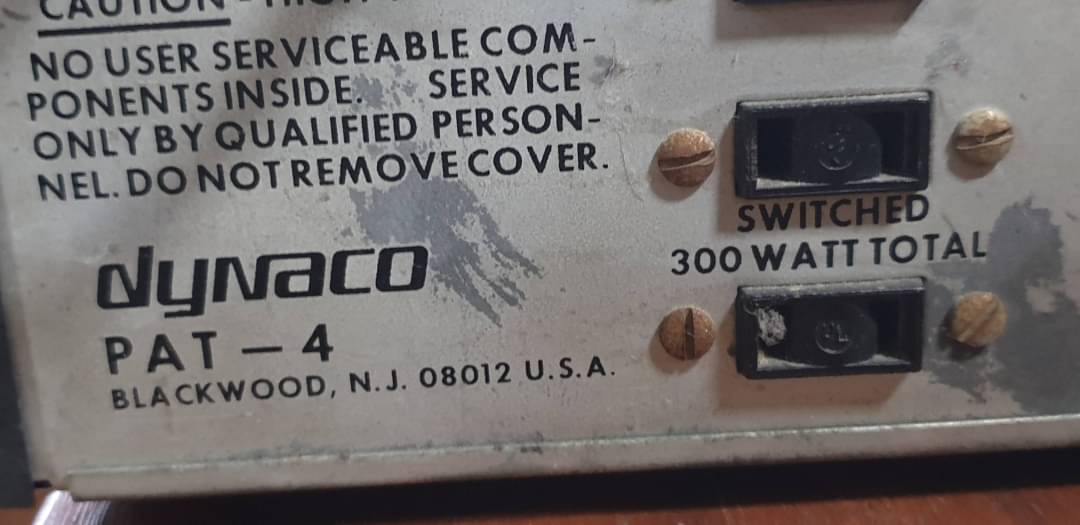 CAUTION
NO USER SERVICEABLE COM-
PONENTS INSIDE. SERVICE
ONLY BY QUALIFIED PERSON-
NEL. DO NOT REMOVE COVER.
SWITCHED
300 WATT TOTAL
dynaco
PAT-4
BLACKWOOD, N.J. 08012 U.S.A.